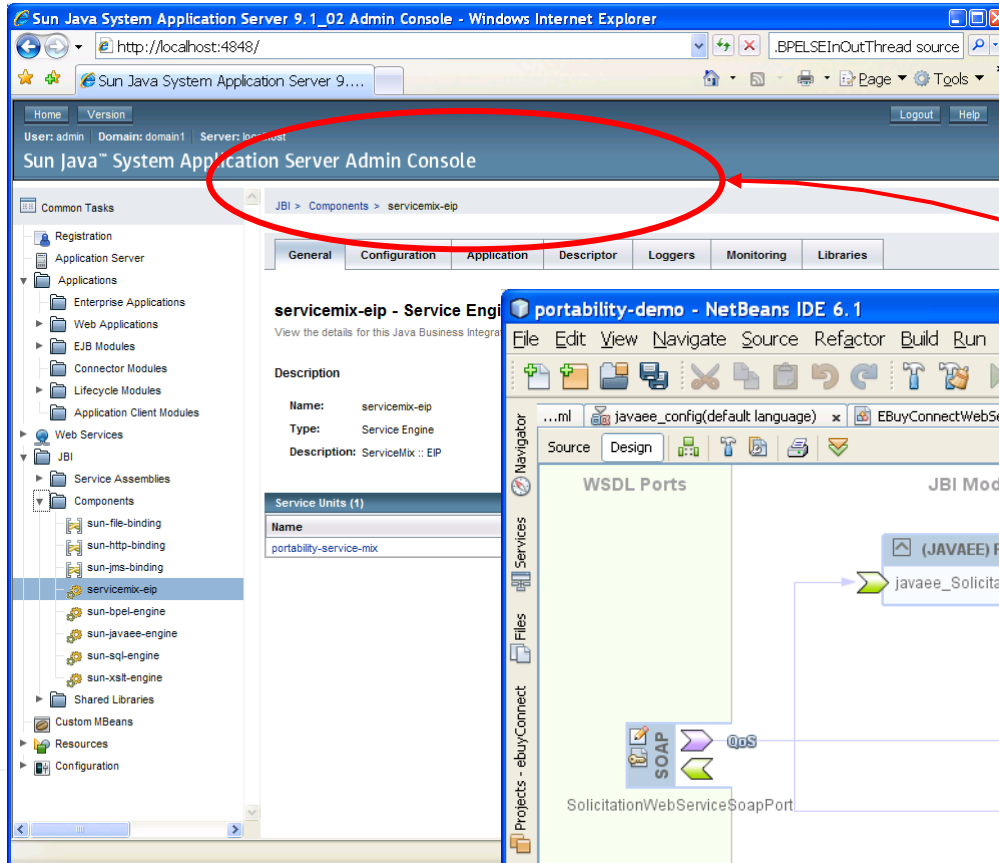 Sun Java System Application Server 9.1_02 Admin Console - Windows Internet Explorer
http://localhost:4848/
.BPELSEInOutThread source
Sun Java System Application Server 9....
Page
Tools
Home Version
Logout Help
User: admin Domain: domain1 Server: localhost
Sun Java™ System Application Server Admin Console
Common Tasks
Registration
Application Server
Applications
Enterprise Applications
Web Applications
EJB Modules
Connector Modules
Lifecycle Modules
Application Client Modules
Web Services
JBI
Service Assemblies
Components
sun-file-binding
sun-http-binding
sun-jms-binding
servicemix-eip
sun-bpel-engine
sun-javaee-engine
sun-sql-engine
sun-xslt-engine
Shared Libraries
Custom MBeans
Resources
Configuration
JBI > Components > servicemix-eip
General Configuration Application Descriptor Loggers Monitoring Libraries
servicemix-eip - Service Engi
View the details for this Java Business Integra
Description
Name: servicemix-eip
Type: Service Engine
Description: ServiceMix :: EIP
Service Units (1)
Name
portability-service-mix
portability-demo - NetBeans IDE 6.1
File Edit View Navigate Source Refactor Build Run
...ml javaee_config(default language) x EBuyConnectWebSe
Source Design
Navigator
Services
Files
Projects - ebuyConnect
WSDL Ports
JBI Mod
(JAVAEE)
javaee_Solicita
SOAP
QoS
SolicitationWebServiceSoapPort